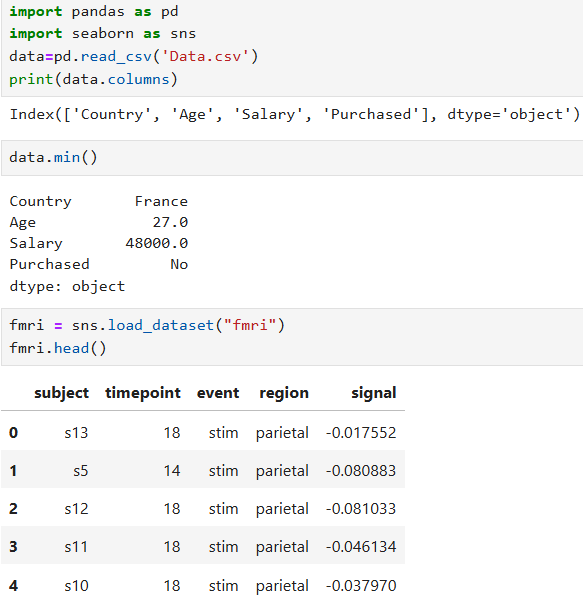 import pandas as pd
import seaborn as sns
data=pd.read_csv('Data.csv')
print(data.columns)
Index(['Country', 'Age', 'Salary', 'Purchased'], dtype='object')
data.min()
Country France
Age 27.0
Salary 48000.0
Purchased No
dtype: object
fmri = sns.load_dataset("fmri")
fmri.head()
subject timepoint event region signal
0 s13 18 stim parietal -0.017552
1 s5 14 stim parietal -0.080883
2 s12 18 stim parietal -0.081033
3 s11 18 stim parietal -0.046134
4 s10 18 stim parietal -0.037970